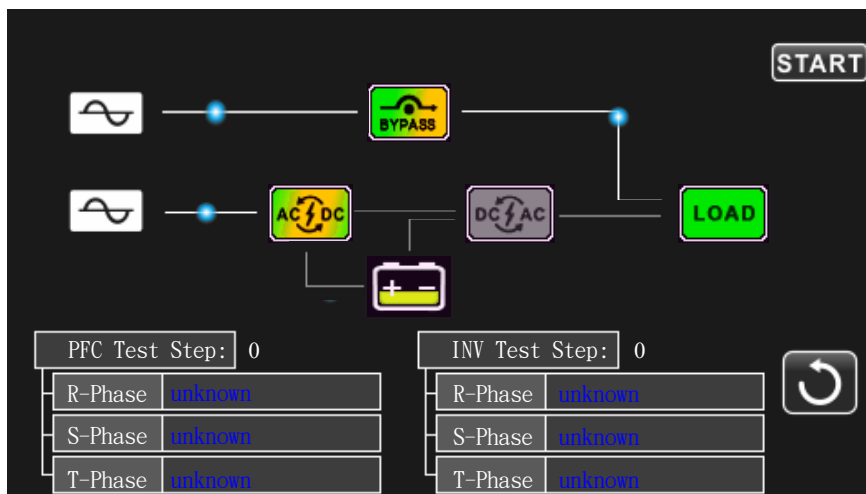 START
BYPASS
AC DC
DC AC
LOAD
+ −
PFC Test Step: 0
INV Test Step: 0
R-Phase unknown
R-Phase unknown
S-Phase unknown
S-Phase unknown
T-Phase unknown
T-Phase unknown